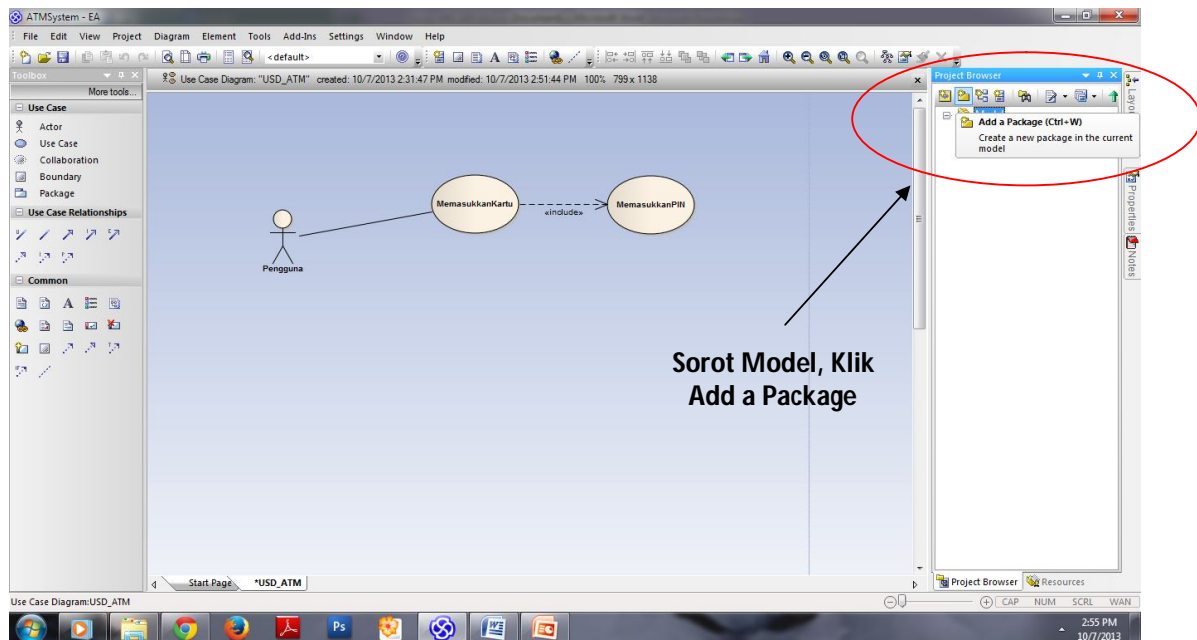 ATMSystem - EA
File Edit View Project Diagram Element Tools Add-Ins Settings Window Help
<default>
Toolbox
More tools...
Use Case Diagram: "USD_ATM" created: 10/7/2013 2:31:47 PM modified: 10/7/2013 2:51:44 PM 100% 799 x 1138
Project Browser
Use Case
Actor
Use Case
Collaboration
Boundary
Package
Use Case Relationships
Common
Add a Package (Ctrl+W)
Create a new package in the current
model
Properties
Notes
MemasukkanKartu
«include»
MemasukkanPIN
Pengguna
Sorot Model, Klik
Add a Package
Start Page
*USD_ATM
Project Browser
Resources
Use Case Diagram:USD_ATM
CAP NUM SCRL WAN
Ps
2:55 PM
10/7/2013